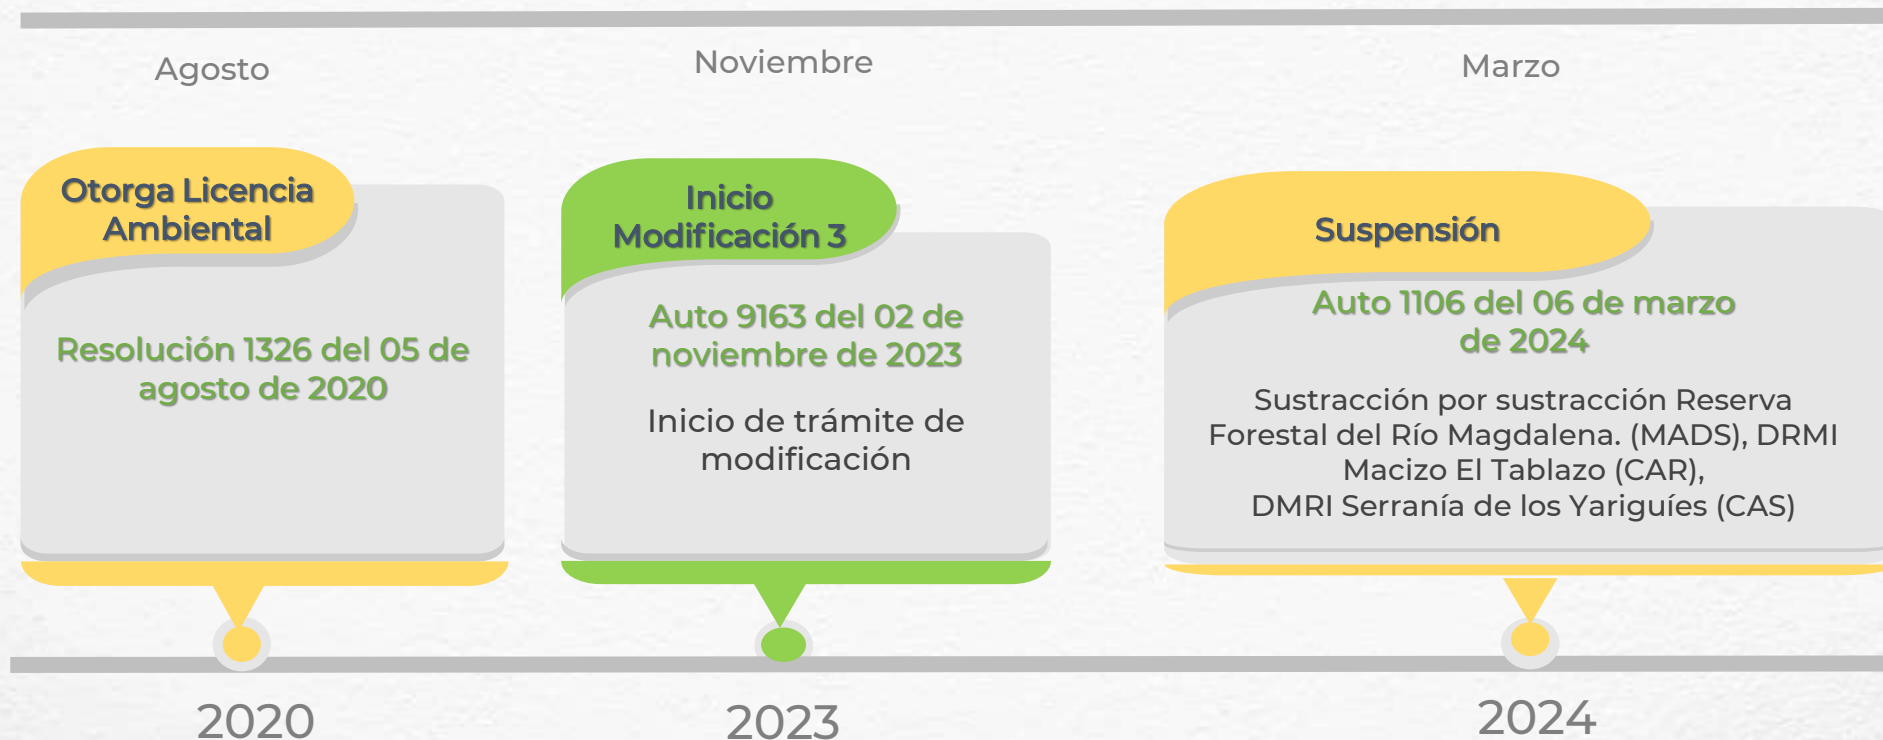 Agosto
Otorga Licencia
Ambiental
Resolución 1326 del 05 de
agosto de 2020
2020
Noviembre
Inicio
Modificación 3
Auto 9163 del 02 de
noviembre de 2023
Inicio de trámite de
modificación
2023
Marzo
Suspensión
Auto 1106 del 06 de marzo
de 2024
Sustracción por sustracción Reserva
Forestal del Río Magdalena. (MADS), DRMI
Macizo El Tablazo (CAR),
DMRI Serranía de los Yariguíes (CAS)
2024